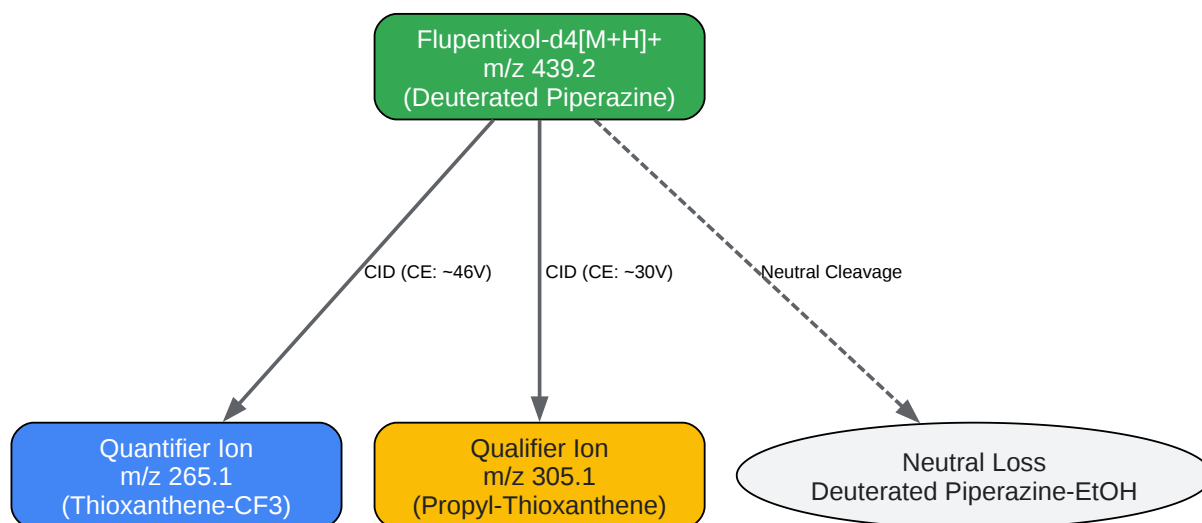 Flupentixol-d4[M+H]+
m/z 439.2
(Deuterated Piperazine)
CID (CE: ~46V)
CID (CE: ~30V)
Neutral Cleavage
Quantifier Ion
m/z 265.1
(Thioxanthene-CF3)
Qualifier Ion
m/z 305.1
(Propyl-Thioxanthene)
Neutral Loss
Deuterated Piperazine-EtOH